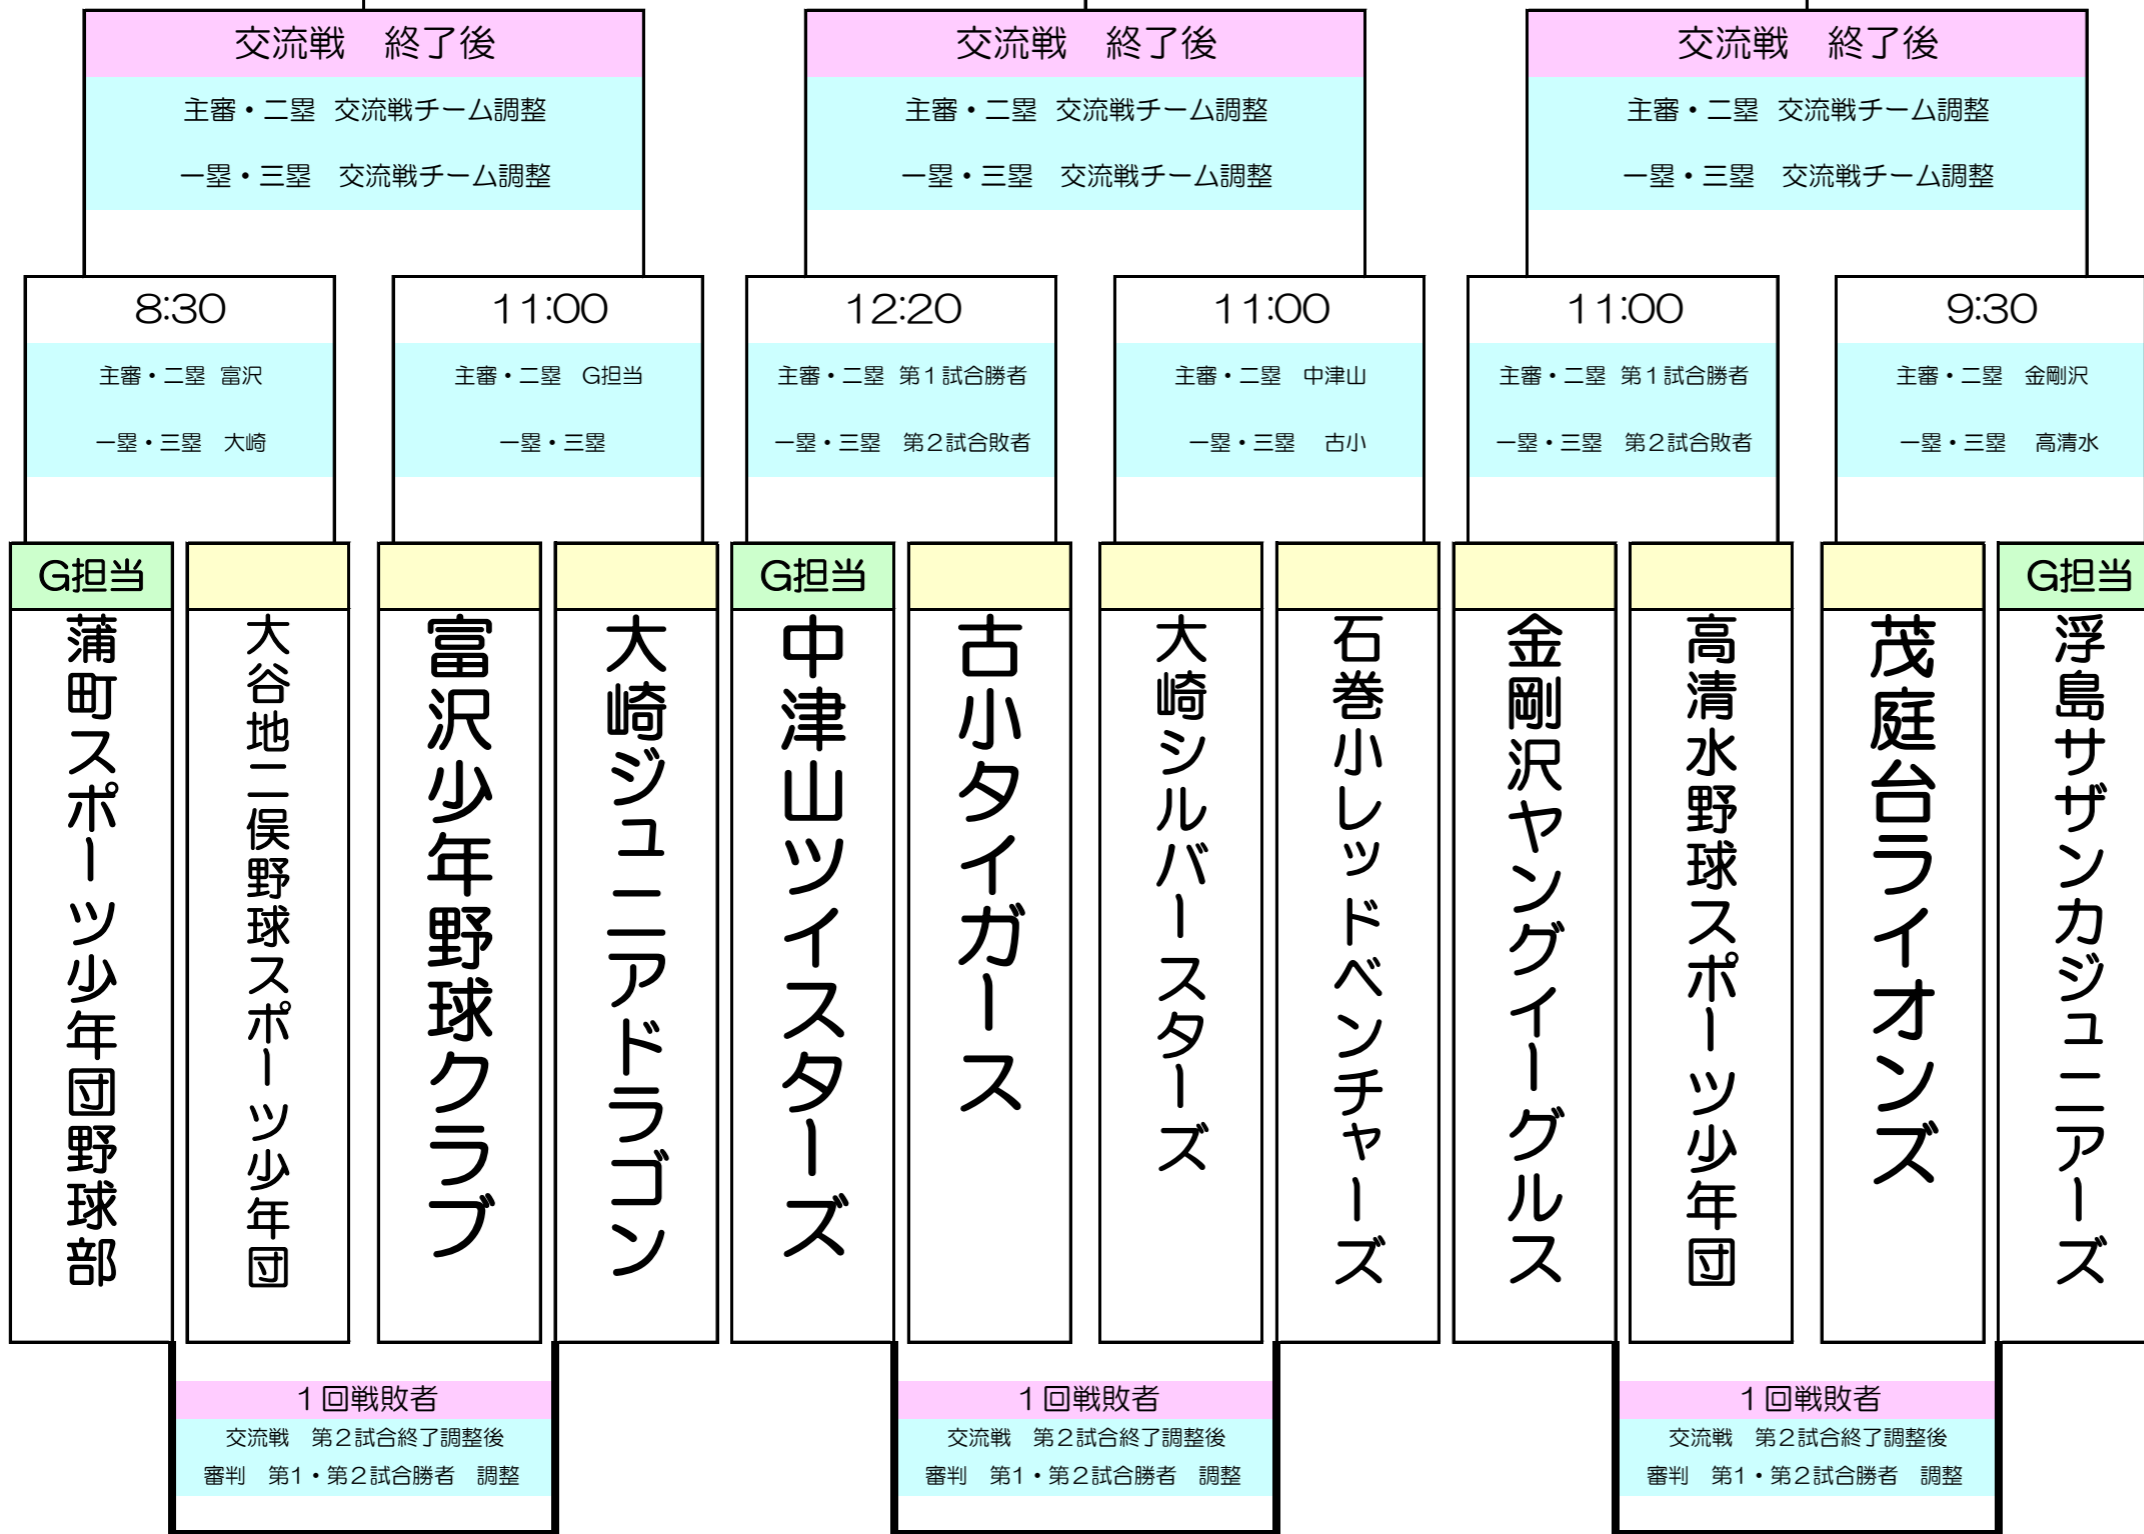 交流戦　終了後
主審・二塁 交流戦チーム調整
一塁・三塁　交流戦チーム調整
交流戦　終了後
主審・二塁 交流戦チーム調整
一塁・三塁　交流戦チーム調整
交流戦　終了後
主審・二塁 交流戦チーム調整
一塁・三塁　交流戦チーム調整
8:30
主審・二塁 富沢
一塁・三塁　大崎
11:00
主審・二塁　G担当
一塁・三塁
12:20
主審・二塁 第１試合勝者
一塁・三塁　第２試合敗者
11:00
主審・二塁　中津山
一塁・三塁　古小
11:00
主審・二塁 第１試合勝者
一塁・三塁　第２試合敗者
9:30
主審・二塁　金剛沢
一塁・三塁　高清水
G担当
蒲町スポーツ少年団野球部
大谷地二俣野球スポーツ少年団
富沢少年野球クラブ
大崎ジュニアドラゴン
G担当
中津山ツイスターズ
古小タイガース
大崎シルバースターズ
石巻小レッドベンチャーズ
金剛沢ヤングイーグルス
高清水野球スポーツ少年団
茂庭台ライオンズ
G担当
浮島サザンカジュニアーズ
１回戦敗者
交流戦　第２試合終了調整後
審判　第１・第２試合勝者　調整
１回戦敗者
交流戦　第２試合終了調整後
審判　第１・第２試合勝者　調整
１回戦敗者
交流戦　第２試合終了調整後
審判　第１・第２試合勝者　調整